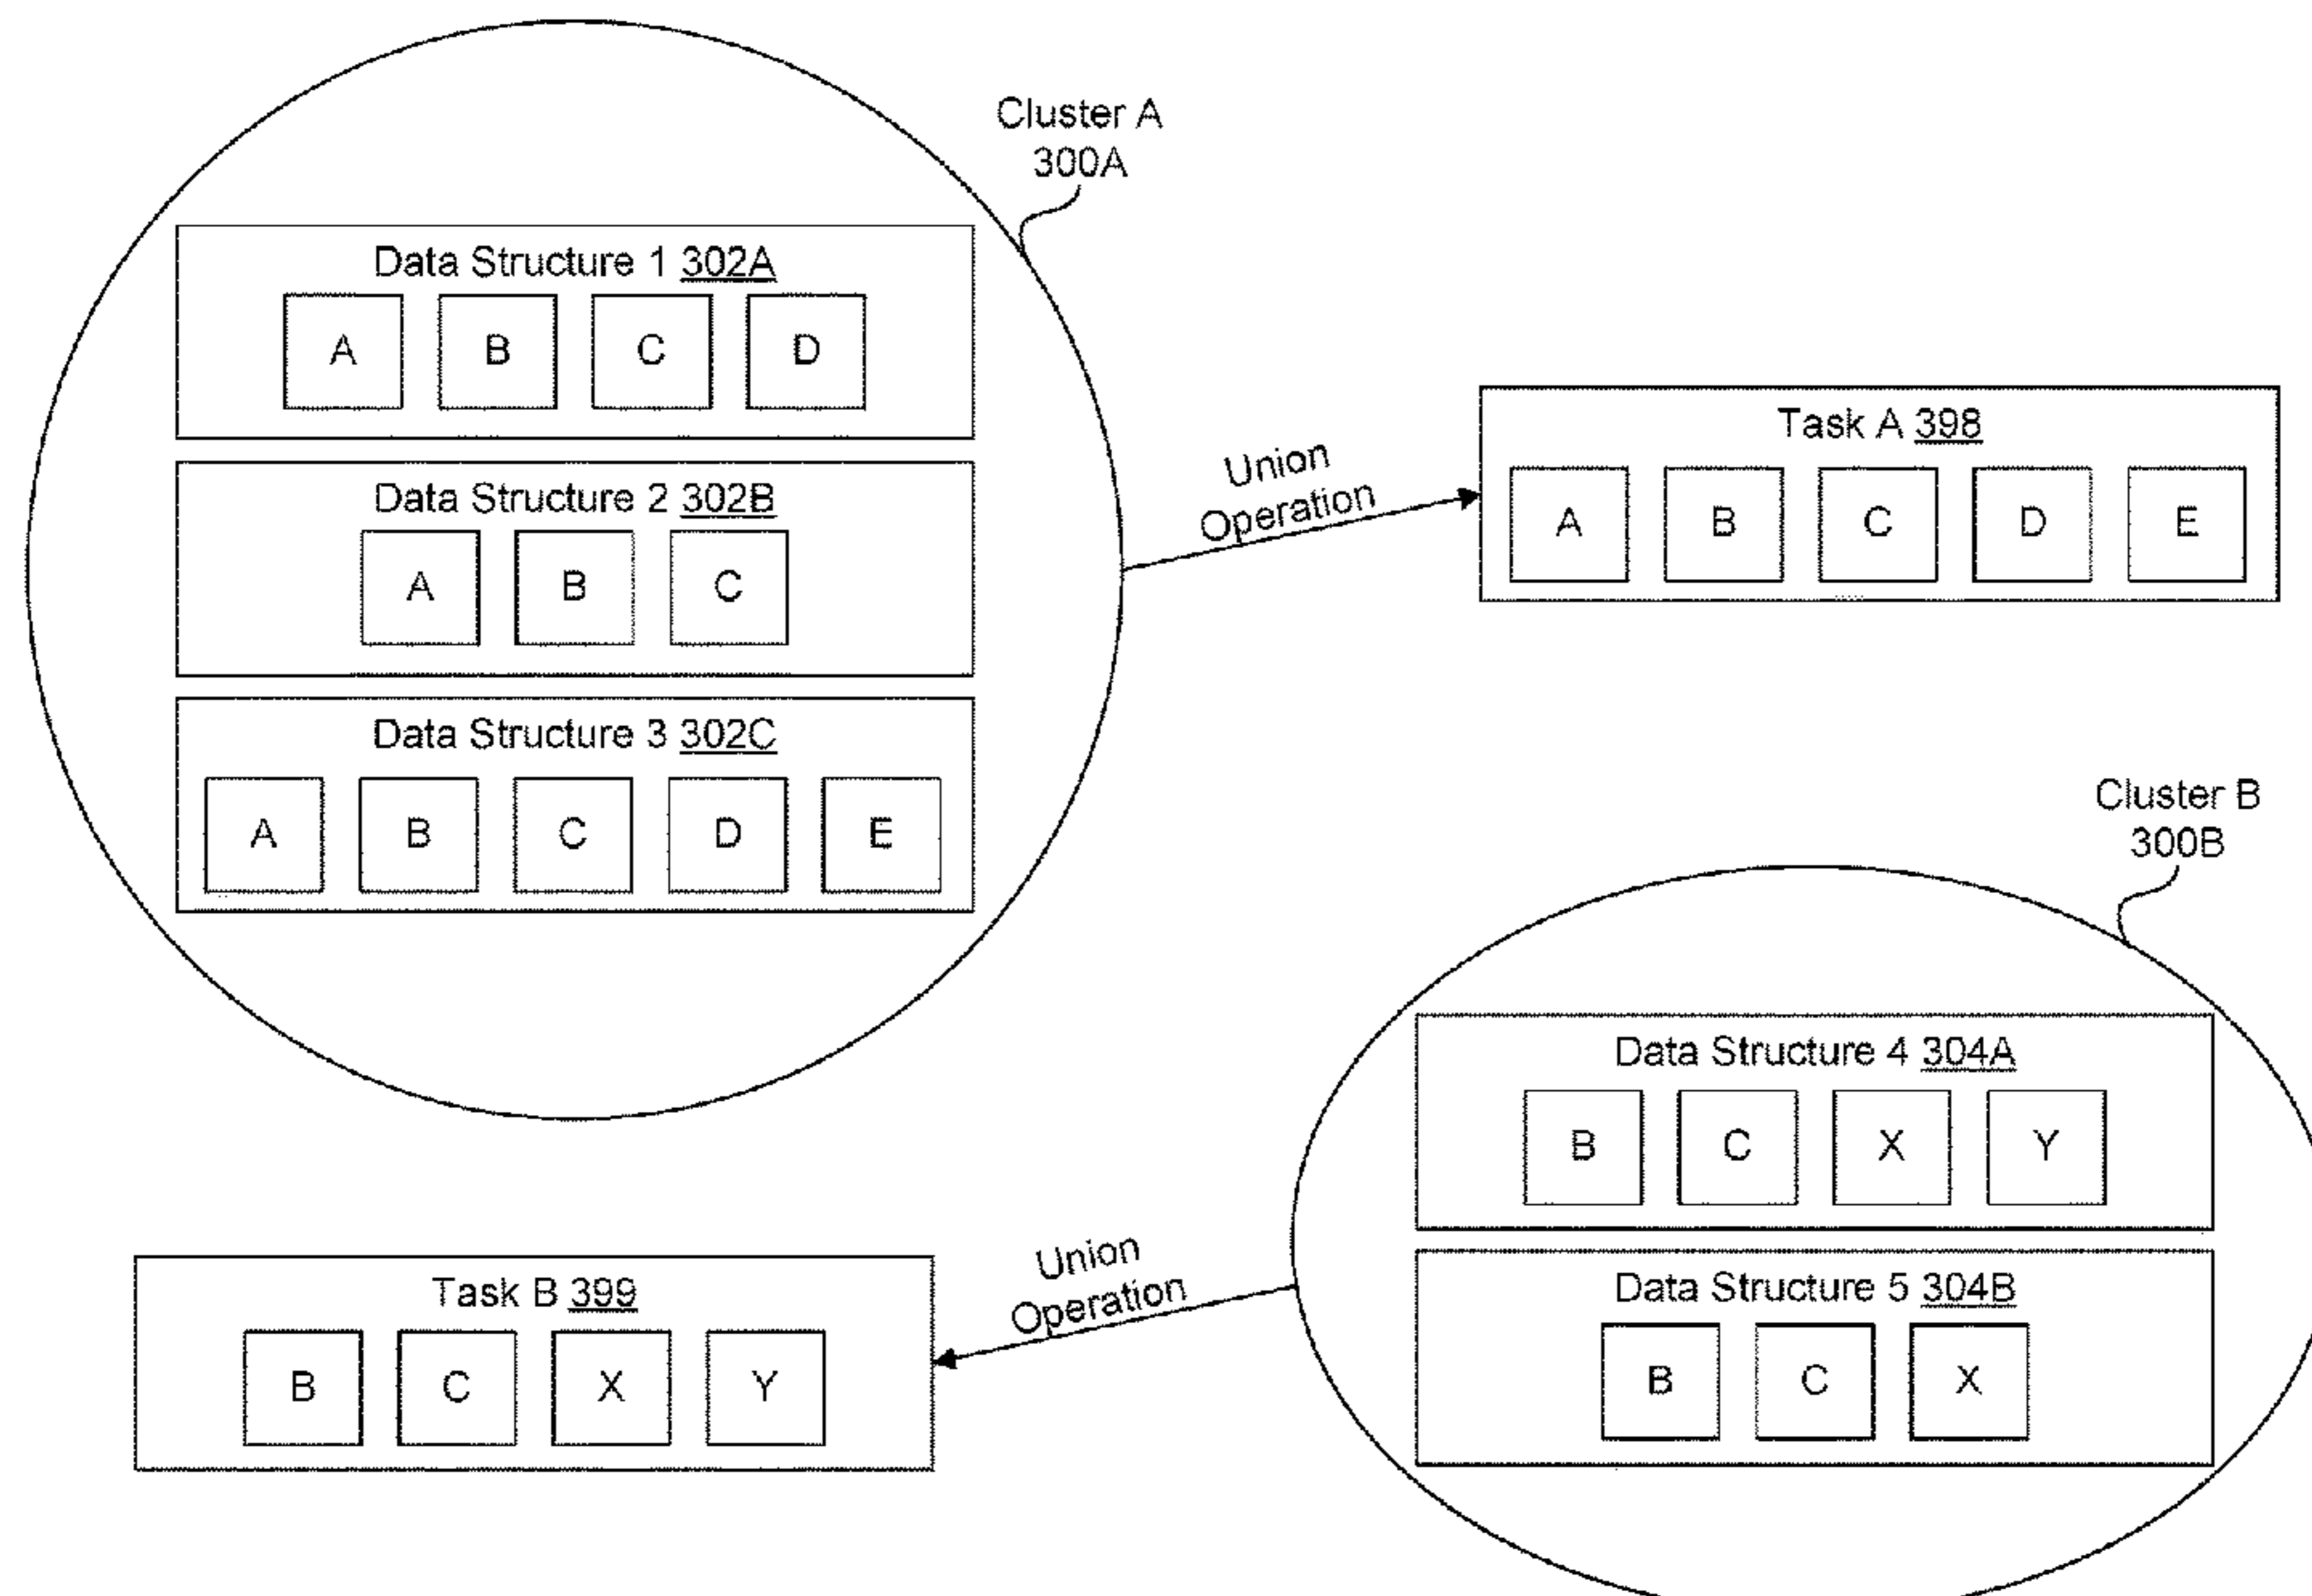 Cluster A
300A
Data Structure 1 302A
A B C D
Data Structure 2 302B
A B C
Data Structure 3 302C
A B C D E
Union
Operation
Task A 398
A B C D E
Cluster B
300B
Data Structure 4 304A
B C X Y
Data Structure 5 304B
B C X
Union
Operation
Task B 399
B C X Y